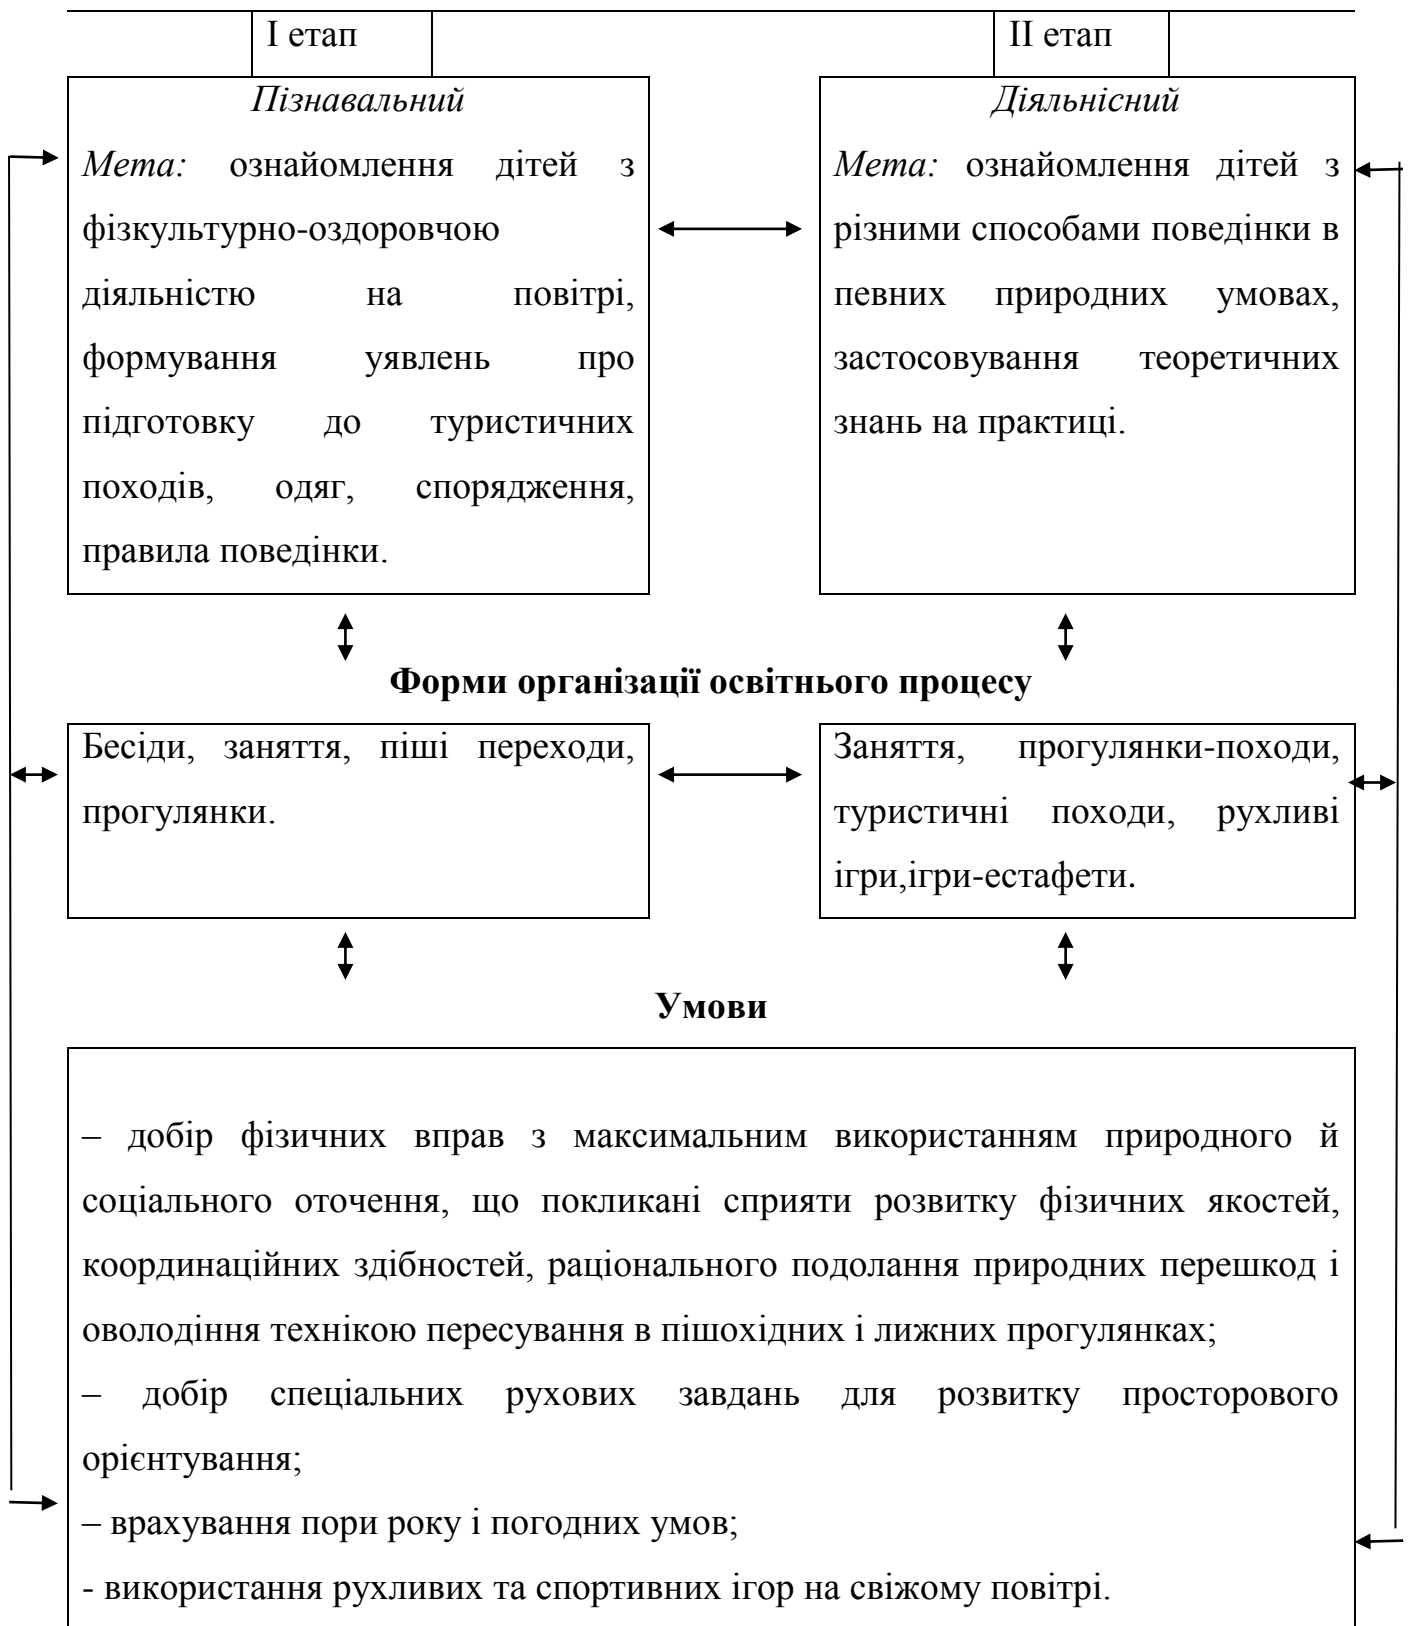 I етап
II етап
Пізнавальний
Мета: ознайомлення дітей з
фізкультурно-оздоровчою
діяльністю на повітрі,
формування уявлень про
підготовку до туристичних
походів, одяг, спорядження,
правила поведінки.
Діяльнісний
Мета: ознайомлення дітей з
різними способами поведінки в
певних природних умовах,
застосовування теоретичних
знань на практиці.
Форми організації освітнього процесу
Бесіди, заняття, піші переходи,
прогулянки.
Заняття, прогулянки-походи,
туристичні походи, рухливі
ігри,ігри-естафети.
Умови
– добір фізичних вправ з максимальним використанням природного й
соціального оточення, що покликані сприяти розвитку фізичних якостей,
координаційних здібностей, раціонального подолання природних перешкод і
оволодіння технікою пересування в пішохідних і лижних прогулянках;
– добір спеціальних рухових завдань для розвитку просторового
орієнтування;
– врахування пори року і погодних умов;
- використання рухливих та спортивних ігор на свіжому повітрі.